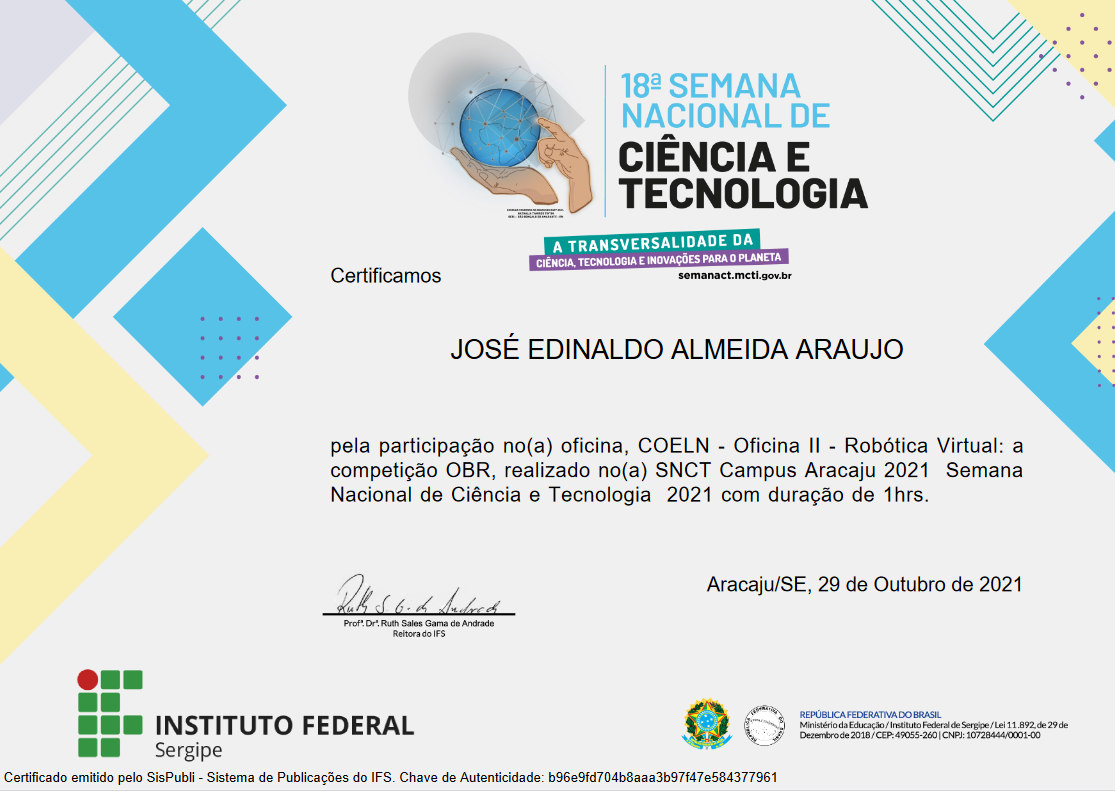 18ª SEMANA
NACIONAL DE
CIÊNCIA E
TECNOLOGIA
A TRANSVERSALIDADE DA
CIÊNCIA, TECNOLOGIA E INOVAÇÕES PARA O PLANETA
semanact.mcti.gov.br
Certificamos
JOSÉ EDINALDO ALMEIDA ARAUJO
pela participação no(a) oficina, COELN - Oficina II - Robótica Virtual: a
competição OBR, realizado no(a) SNCT Campus Aracaju 2021 Semana
Nacional de Ciência e Tecnologia 2021 com duração de 1hrs.
Aracaju/SE, 29 de Outubro de 2021
Ruth S. G. de Andrade
Profª. Drª. Ruth Sales Gama de Andrade
Reitora do IFS
INSTITUTO FEDERAL
Sergipe
REPÚBLICA FEDERATIVA DO BRASIL
Ministério da Educação / Instituto Federal de Sergipe / Lei 11.892, de 29 de
Dezembro de 2018 / CEP: 49055-260 | CNPJ: 10728444/0001-00
Certificado emitido pelo SisPubli - Sistema de Publicações do IFS. Chave de Autenticidade: b96e9fd704b8aaa3b97f47e584377961